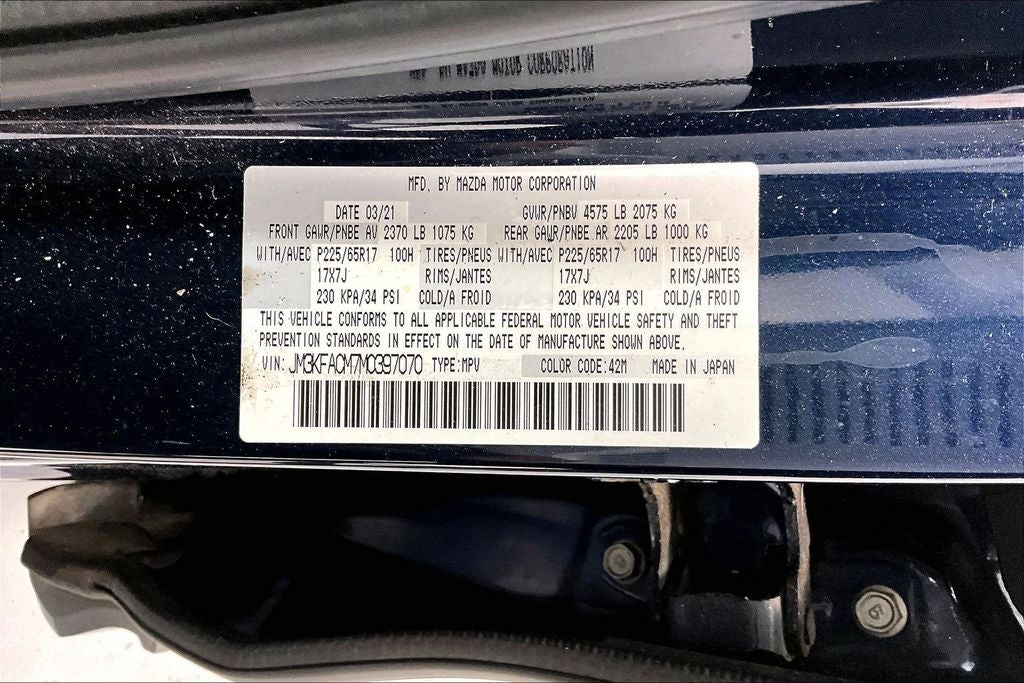 MFD. BY MAZDA MOTOR CORPORATION
DATE 03/21 GVWR/PNBV 4575 LB 2075 KG
FRONT GAWR/PNBE AV 2370 LB 1075 KG REAR GAWR/PNBE AR 2205 LB 1000 KG
WITH/AVEC P225/65R17 100H TIRES/PNEUS WITH/AVEC P225/65R17 100H TIRES/PNEUS
17X7J RIMS/JANTES 17X7J RIMS/JANTES
230 KPA/34 PSI COLD/A FROID 230 KPA/34 PSI COLD/A FROID
THIS VEHICLE CONFORMS TO ALL APPLICABLE FEDERAL MOTOR VEHICLE SAFETY AND THEFT
PREVENTION STANDARDS IN EFFECT ON THE DATE OF MANUFACTURE SHOWN ABOVE.
VIN: JM3KFACM7M0397070 TYPE:MPV COLOR CODE:42M MADE IN JAPAN